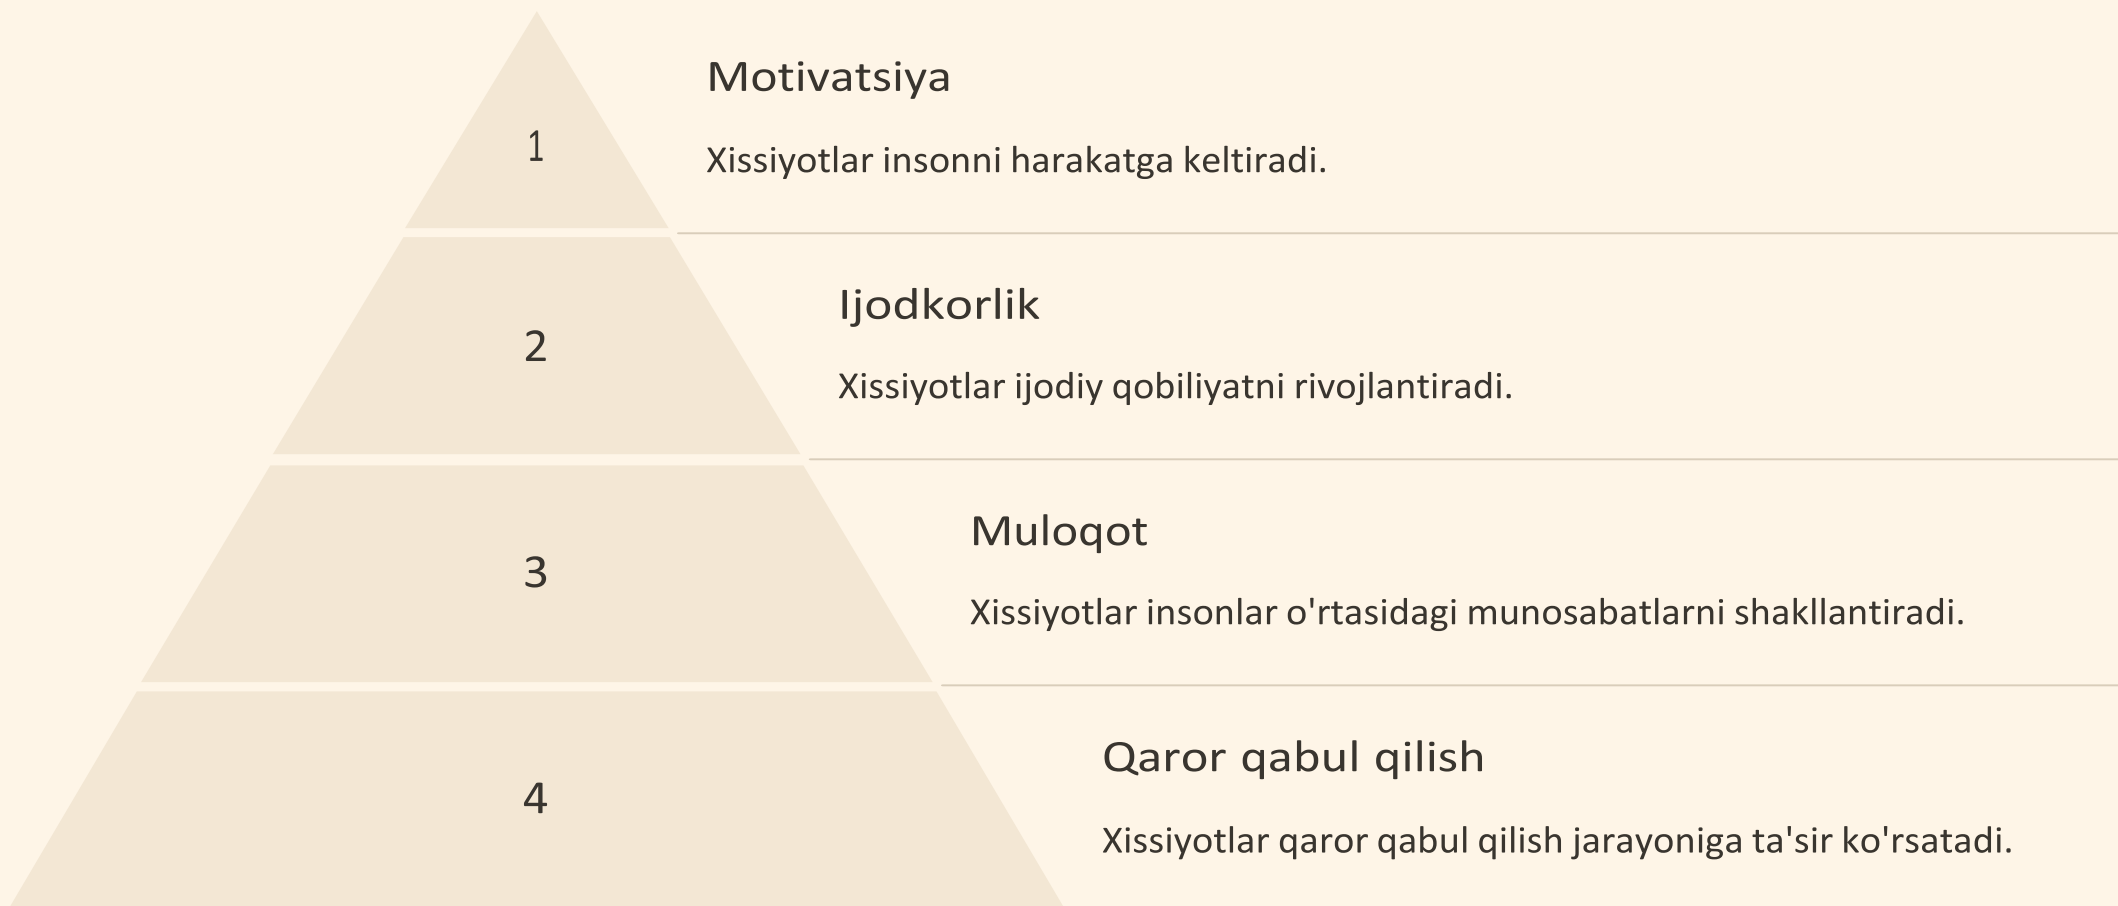 1
Motivatsiya
Xissiyotlar insonni harakatga keltiradi.
2
Ijodkorlik
Xissiyotlar ijodiy qobiliyatni rivojlantiradi.
3
Muloqot
Xissiyotlar insonlar o'rtasidagi munosabatlarni shakllantiradi.
4
Qaror qabul qilish
Xissiyotlar qaror qabul qilish jarayoniga ta'sir ko'rsatadi.